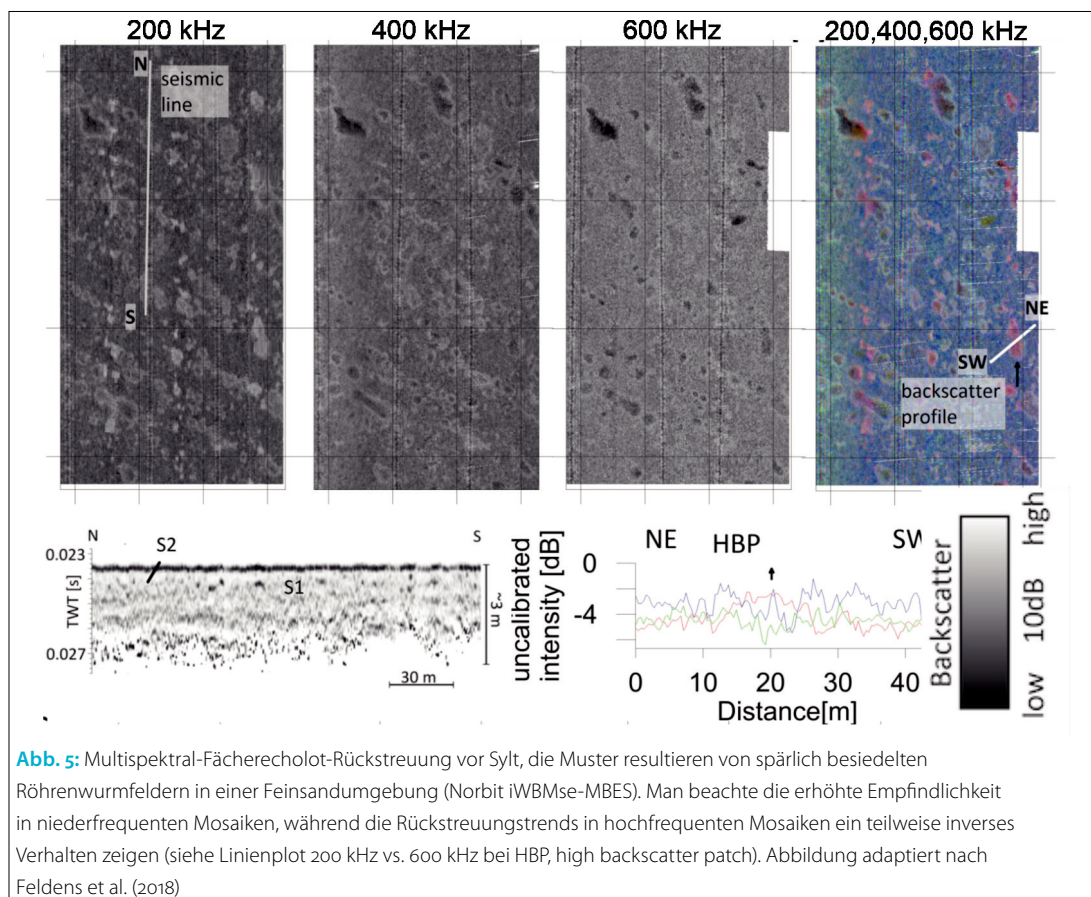 200 kHz
400 kHz
600 kHz
200,400,600 kHz
N
seismic
line
S
NE
SW
backscatter
profile
N
S
0.023
S2
S1
TWT [s]
0.027
~3 m
30 m
uncalibrated
intensity [dB]
NE
HBP
SW
0
-4
0
10
20
30
40
Distance[m]
Backscatter
low 10dB high
Abb. 5: Multispektral-Fächerecholot-Rückstreuung vor Sylt, die Muster resultieren von spärlich besiedelten
Röhrenwurmfeldern in einer Feinsandumgebung (Norbit iWBMse-MBES). Man beachte die erhöhte Empfindlichkeit
in niederfrequenten Mosaiken, während die Rückstreuungstrends in hochfrequenten Mosaiken ein teilweise inverses
Verhalten zeigen (siehe Linienplot 200 kHz vs. 600 kHz bei HBP, high backscatter patch). Abbildung adaptiert nach
Feldens et al. (2018)